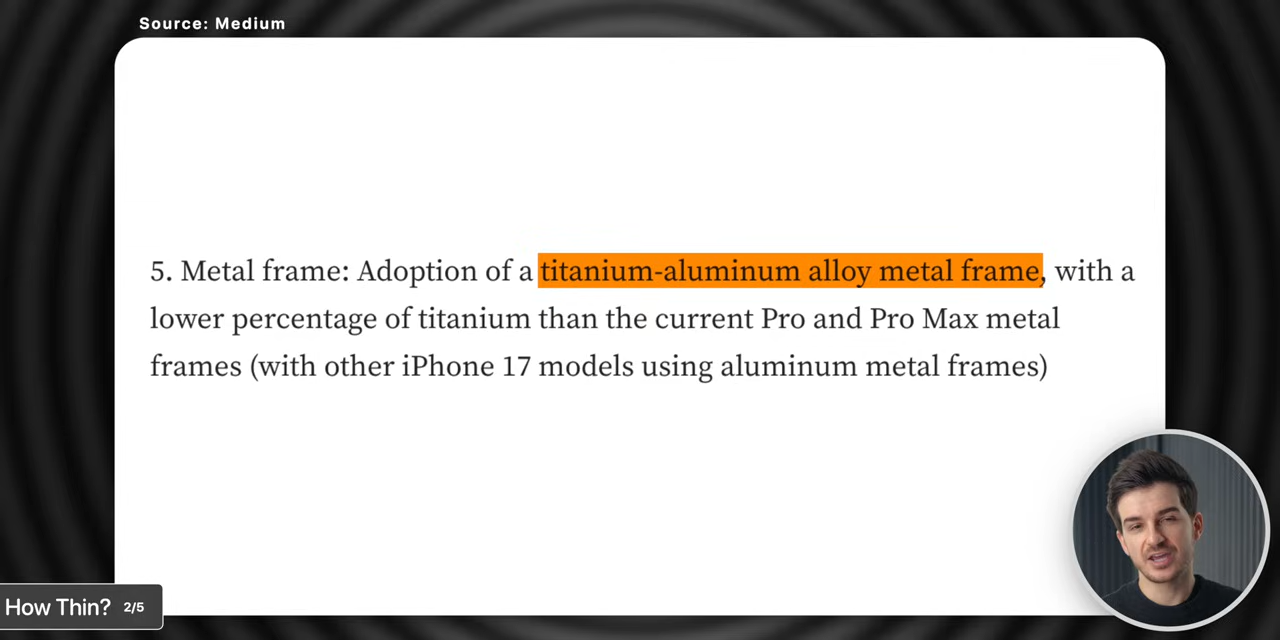 Source: Medium
5. Metal frame: Adoption of a titanium-aluminum alloy metal frame, with a
lower percentage of titanium than the current Pro and Pro Max metal
frames (with other iPhone 17 models using aluminum metal frames)
How Thin? 2/5